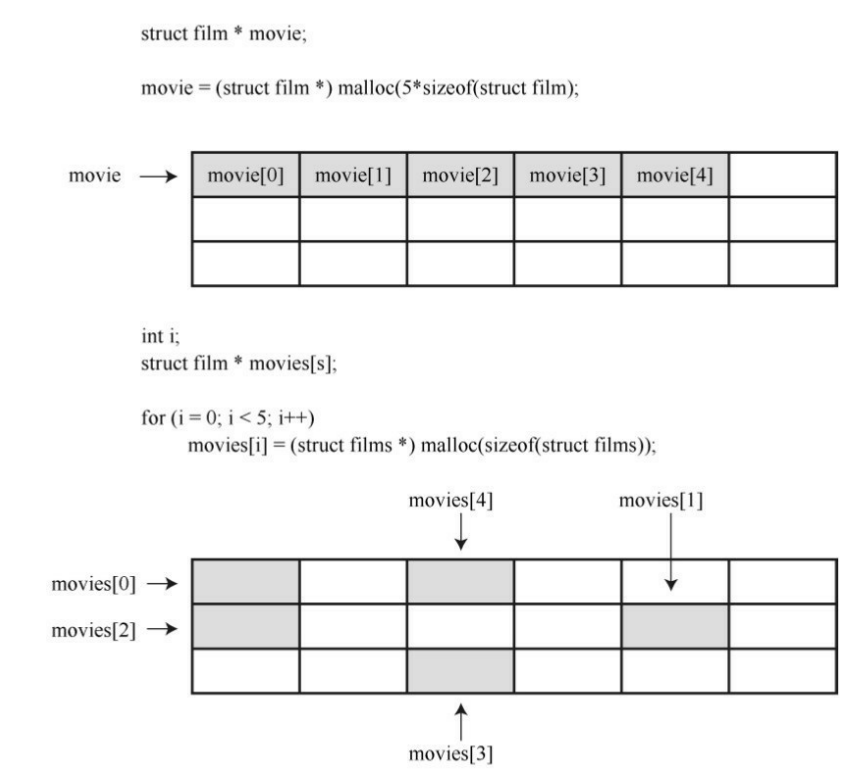 struct film * movie;
movie = (struct film *) malloc(5*sizeof(struct film);
movie
movie[0] movie[1] movie[2] movie[3] movie[4]
int i;
struct film * movies[s];
for (i = 0; i < 5; i++)
movies[i] = (struct films *) malloc(sizeof(struct films));
movies[4] movies[1]
movies[0]
movies[2]
movies[3]